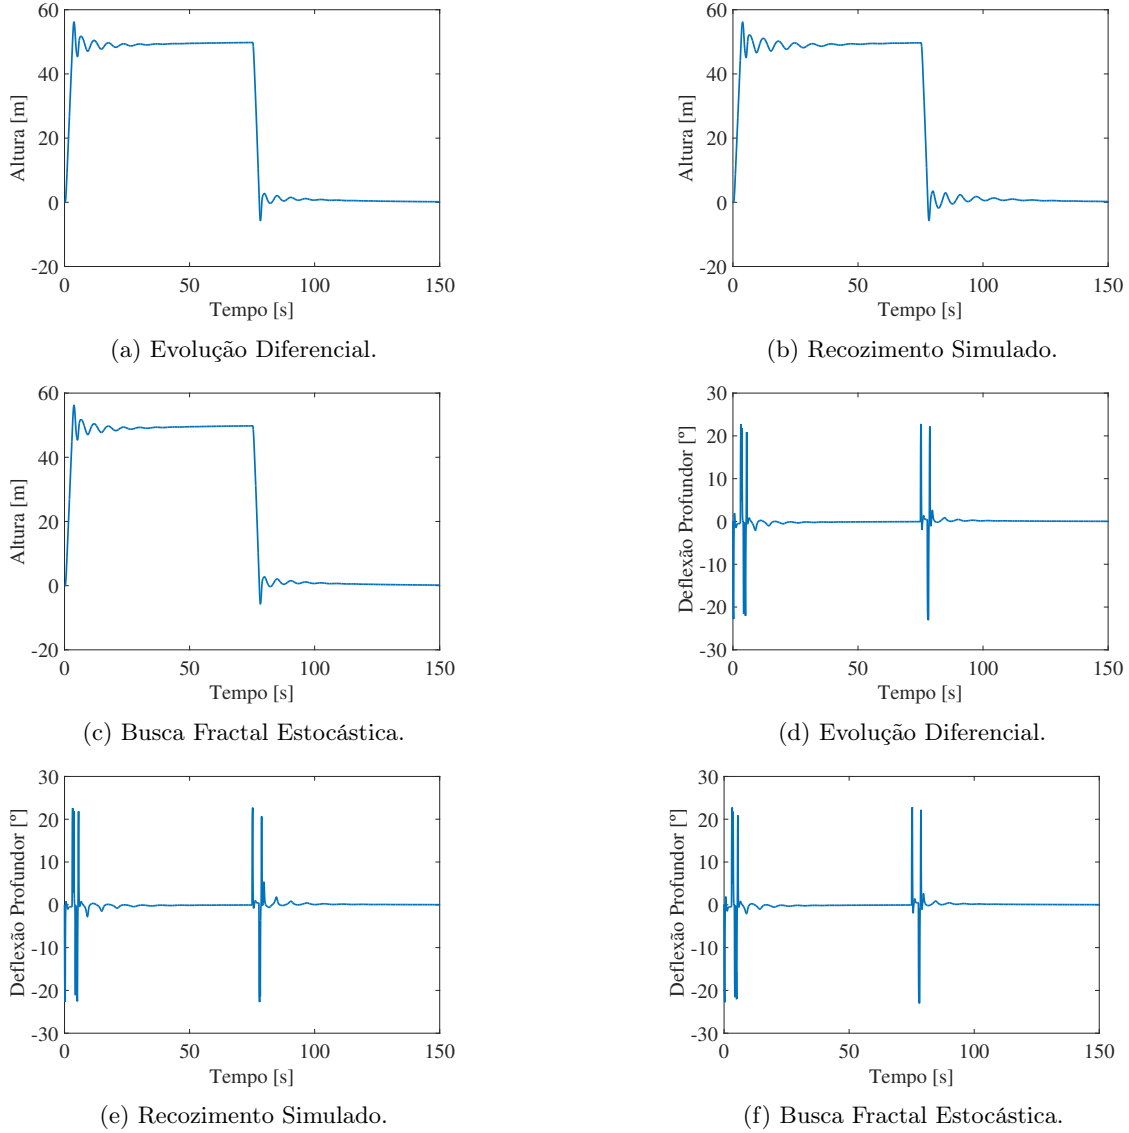 60
40
20
0
-20
Altura [m]
0 50 100 150
Tempo [s]
(a) Evolução Diferencial.
60
40
20
0
-20
Altura [m]
0 50 100 150
Tempo [s]
(b) Recozimento Simulado.
60
40
20
0
-20
Altura [m]
0 50 100 150
Tempo [s]
(c) Busca Fractal Estocástica.
30
20
10
0
-10
-20
-30
Deflexão Profundor [º]
0 50 100 150
Tempo [s]
(d) Evolução Diferencial.
30
20
10
0
-10
-20
-30
Deflexão Profundor [º]
0 50 100 150
Tempo [s]
(e) Recozimento Simulado.
30
20
10
0
-10
-20
-30
Deflexão Profundor [º]
0 50 100 150
Tempo [s]
(f) Busca Fractal Estocástica.